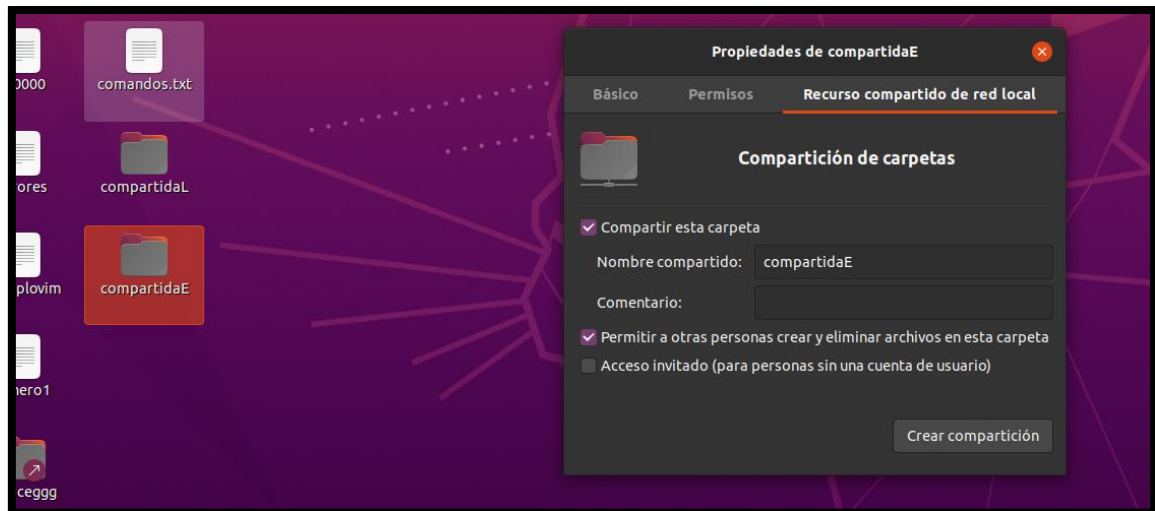 0000
comandos.txt
ores
compartidaL
plovim
compartidaE
nero1
ceggg
Propiedades de compartidaE
Básico Permisos Recurso compartido de red local
Compartición de carpetas
Compartir esta carpeta
Nombre compartido: compartidaE
Comentario:
Permitir a otras personas crear y eliminar archivos en esta carpeta
Acceso invitado (para personas sin una cuenta de usuario)
Crear compartición